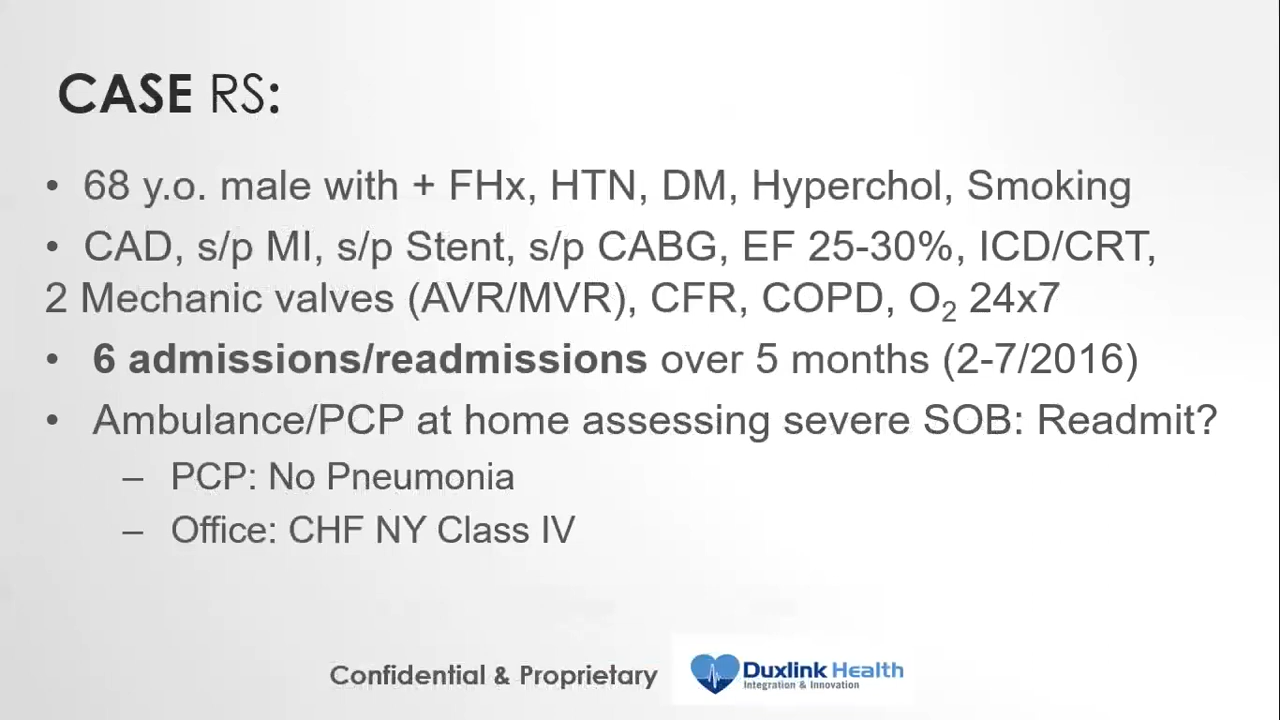 CASE RS:
• 68 y.o. male with + FHx, HTN, DM, Hyperchol, Smoking
• CAD, s/p MI, s/p Stent, s/p CABG, EF 25-30%, ICD/CRT,
2 Mechanic valves (AVR/MVR), CFR, COPD, O₂ 24x7
• 6 admissions/readmissions over 5 months (2-7/2016)
• Ambulance/PCP at home assessing severe SOB: Readmit?
– PCP: No Pneumonia
– Office: CHF NY Class IV
Confidential & Proprietary
Duxlink Health
Integration & Innovation